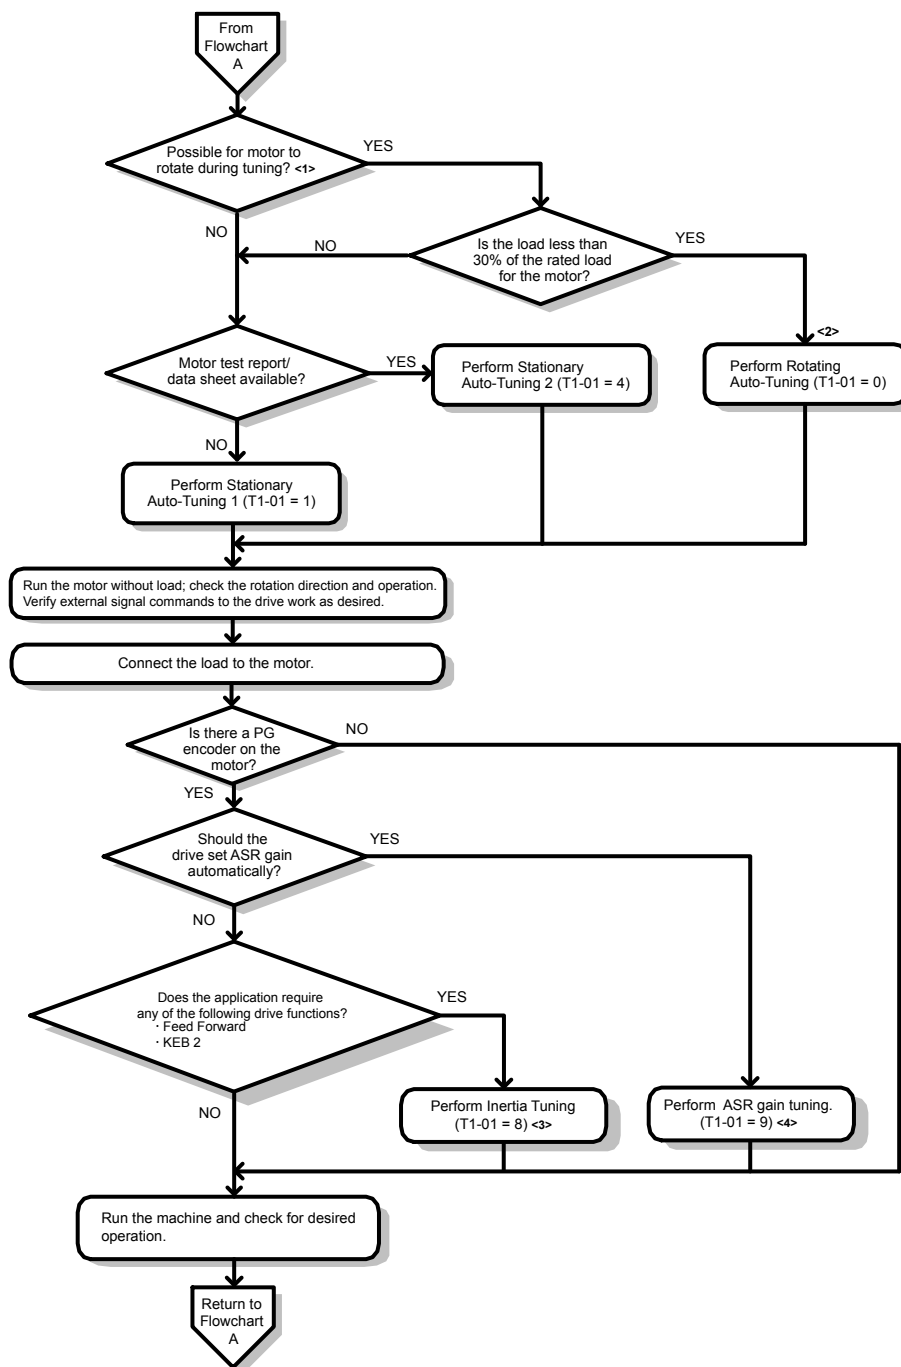 From
Flowchart
A
Possible for motor to
rotate during tuning? <1>
YES
NO
Is the load less than
30% of the rated load
for the motor?
NO
YES
<2>
Motor test report/
data sheet available?
YES
Perform Stationary
Auto-Tuning 2 (T1-01 = 4)
Perform Rotating
Auto-Tuning (T1-01 = 0)
NO
Perform Stationary
Auto-Tuning 1 (T1-01 = 1)
Run the motor without load; check the rotation direction and operation.
Verify external signal commands to the drive work as desired.
Connect the load to the motor.
Is there a PG
encoder on the
motor?
NO
YES
Should the
drive set ASR gain
automatically?
YES
NO
Does the application require
any of the following drive functions?
· Feed Forward
· KEB 2
YES
NO
Perform Inertia Tuning
(T1-01 = 8) <3>
Perform ASR gain tuning.
(T1-01 = 9) <4>
Run the machine and check for desired
operation.
Return to
Flowchart
A